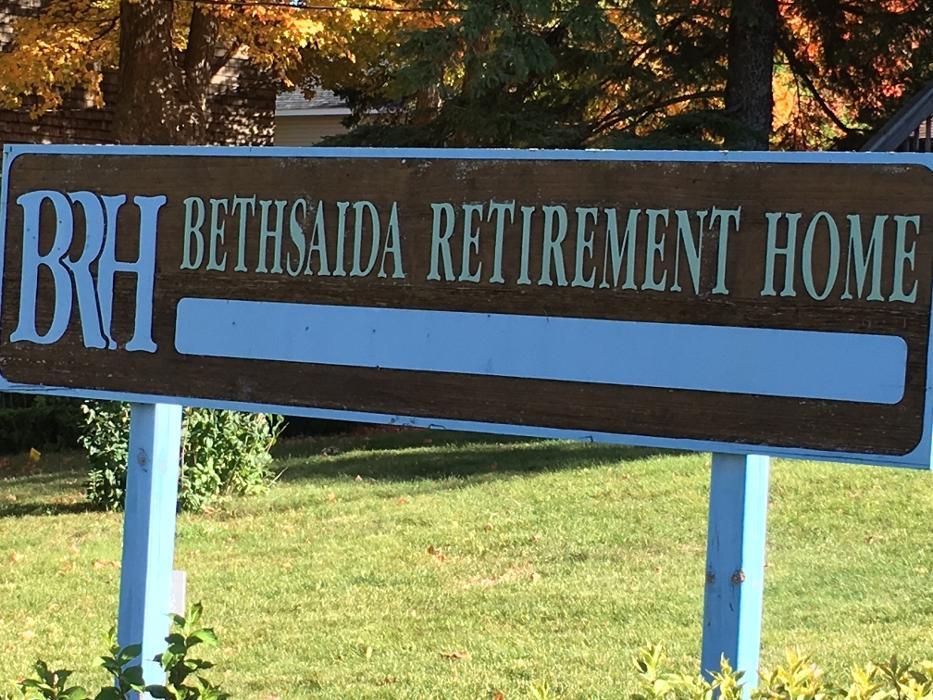 BRH BETHSAIDA RETIREMENT HOME